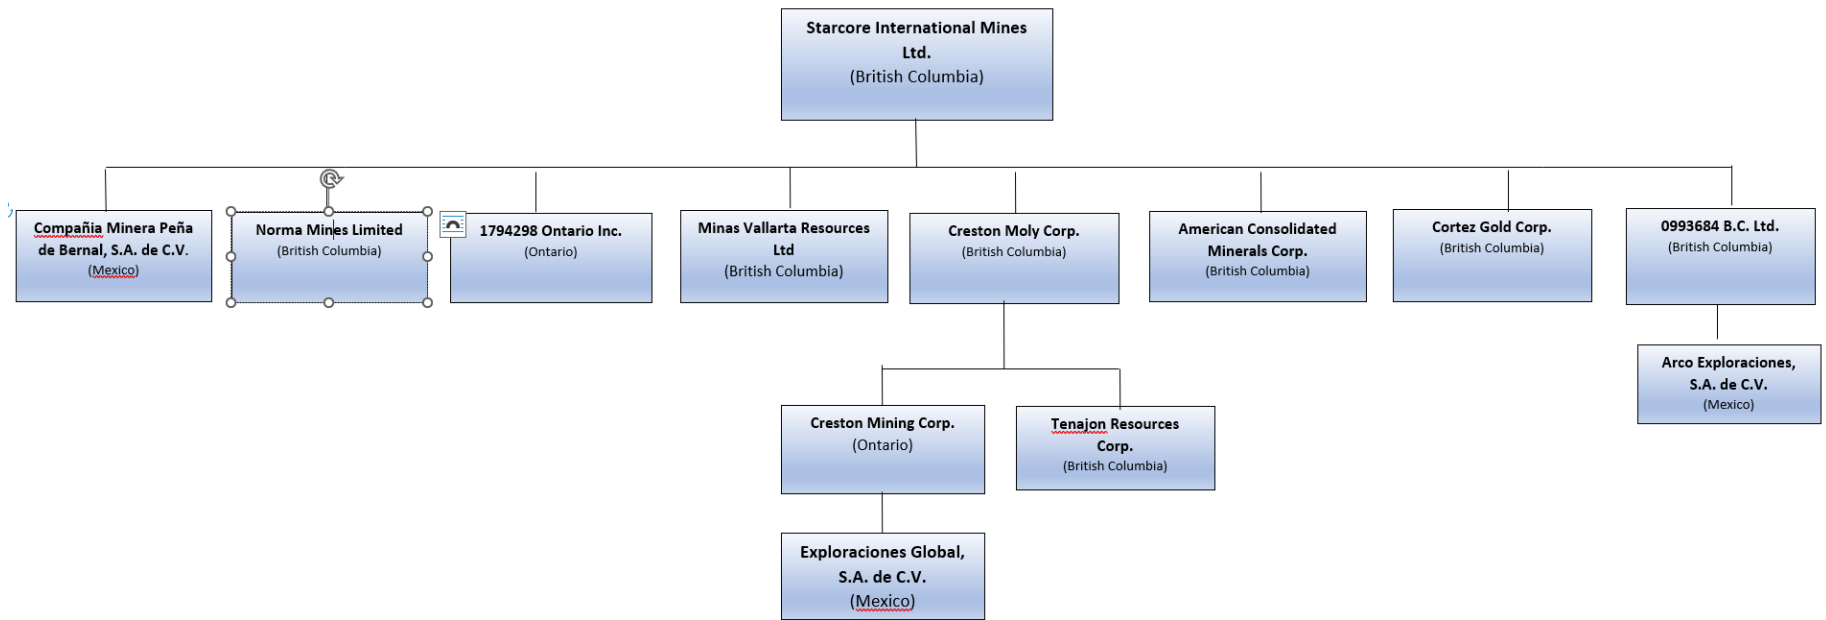 Starcore International Mines
Ltd.
(British Columbia)
Compañia Minera Peña
de Bernal, S.A. de C.V.
(Mexico)
Norma Mines Limited
(British Columbia)
1794298 Ontario Inc.
(Ontario)
Minas Vallarta Resources
Ltd
(British Columbia)
Creston Moly Corp.
(British Columbia)
American Consolidated
Minerals Corp.
(British Columbia)
Cortez Gold Corp.
(British Columbia)
0993684 B.C. Ltd.
(British Columbia)
Creston Mining Corp.
(Ontario)
Tenajon Resources
Corp.
(British Columbia)
Arco Exploraciones,
S.A. de C.V.
(Mexico)
Exploraciones Global,
S.A. de C.V.
(Mexico)